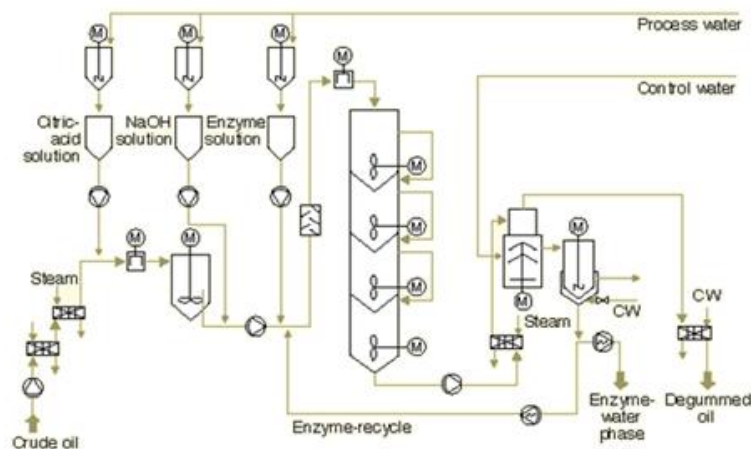 Process water
Control water
M
M
M
M
Citric-
acid
solution
NaOH
solution
Enzyme
solution
M
M
M
M
M
M
M
M
M
Steam
Steam
CW
CW
Enzyme-recycle
Enzyme-
water
phase
Degummed
oil
Crude oil